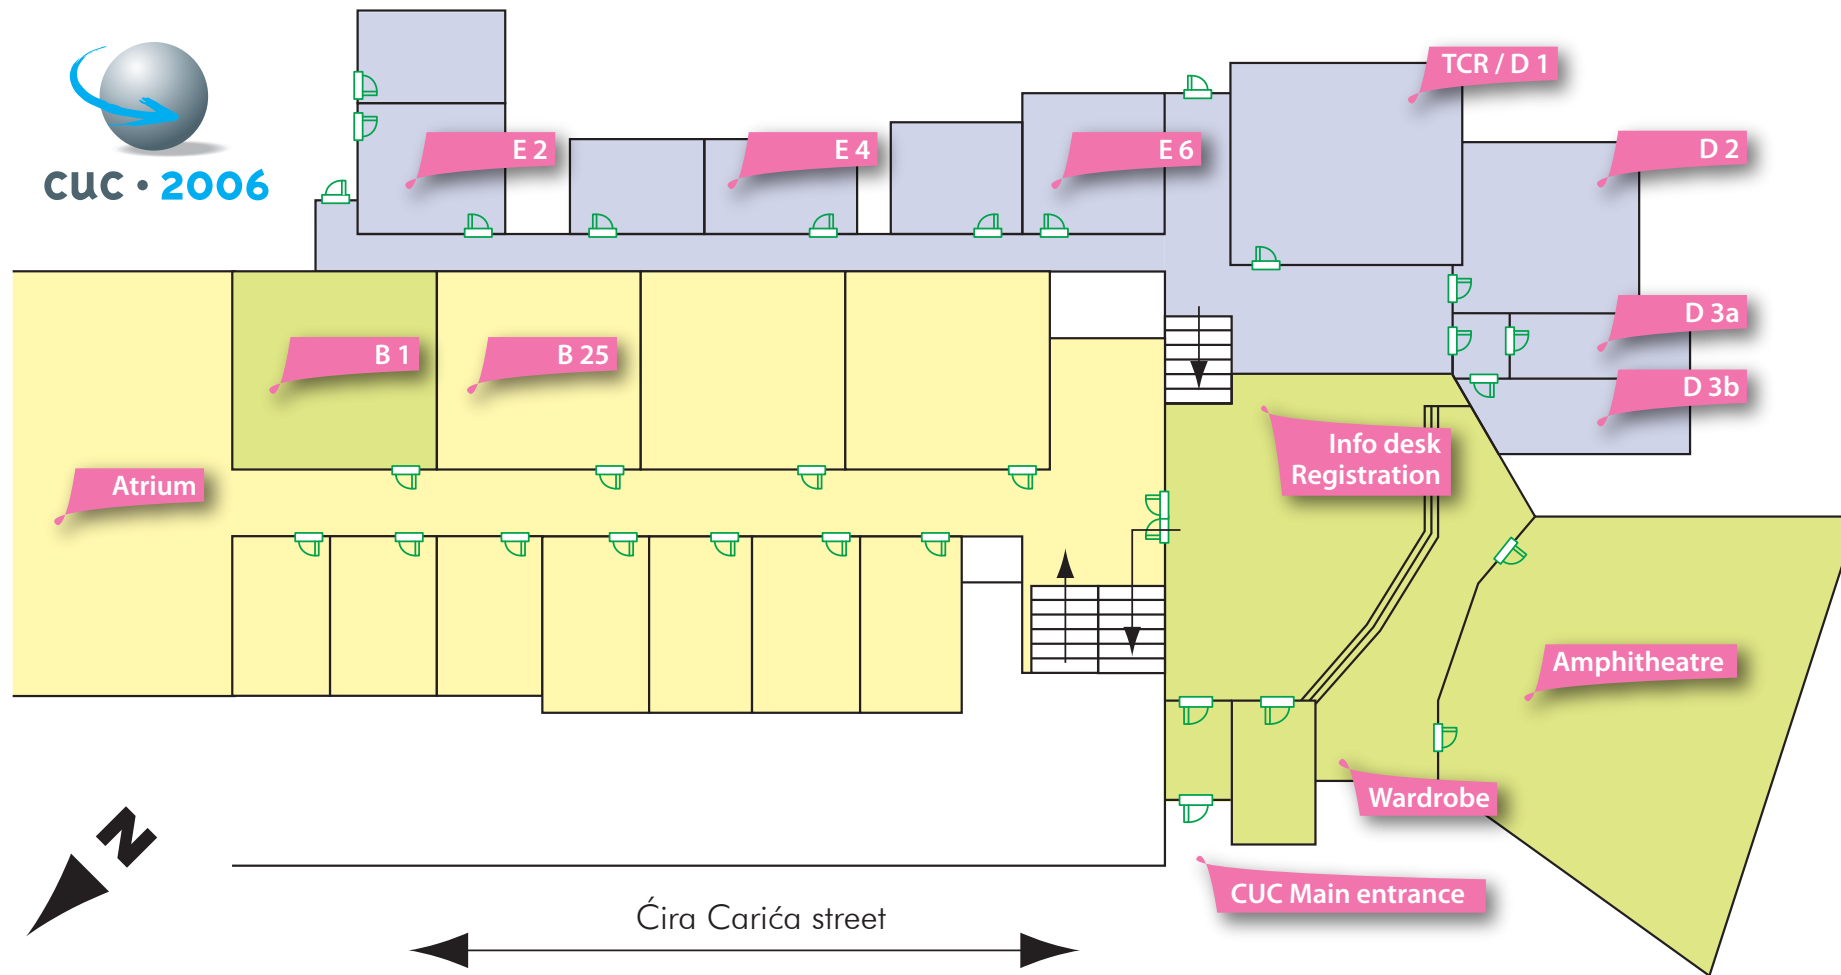 cuc • 2006
TCR / D 1
E 2
E 4
E 6
D 2
D 3a
B 1
B 25
D 3b
Info desk
Registration
Atrium
Amphitheatre
Wardrobe
N
CUC Main entrance
Ćira Carića street